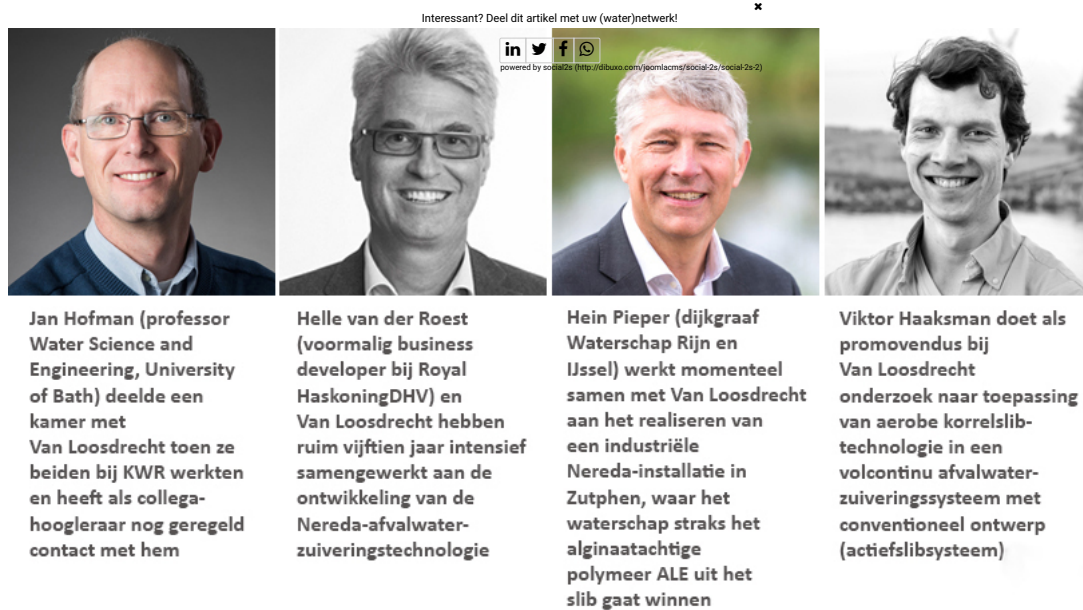 Interessant? Deel dit artikel met uw (water)netwerk!
powered by social2s (http://dibuxo.com/joomlacms/social-2s/social-2s-2)
Jan Hofman (professor
Water Science and
Engineering, University
of Bath) deelde een
kamer met
Van Loosdrecht toen ze
beiden bij KWR werkten
en heeft als collega-
hoogleraar nog geregeld
contact met hem
Helle van der Roest
(voormalig business
developer bij Royal
HaskoningDHV) en
Van Loosdrecht hebben
ruim vijftien jaar intensief
samengewerkt aan de
ontwikkeling van de
Nereda-afvalwater-
zuiveringstechnologie
Hein Pieper (dijkgraaf
Waterschap Rijn en
IJssel) werkt momenteel
samen met Van Loosdrecht
aan het realiseren van
een industriële
Nereda-installatie in
Zutphen, waar het
waterschap straks het
alginaatachtige
polymeer ALE uit het
slib gaat winnen
Viktor Haaksman doet als
promovendus bij
Van Loosdrecht
onderzoek naar toepassing
van aerobe korrelslib-
technologie in een
volcontinu afvalwater-
zuiveringssysteem met
conventioneel ontwerp
(actiefslibsysteem)